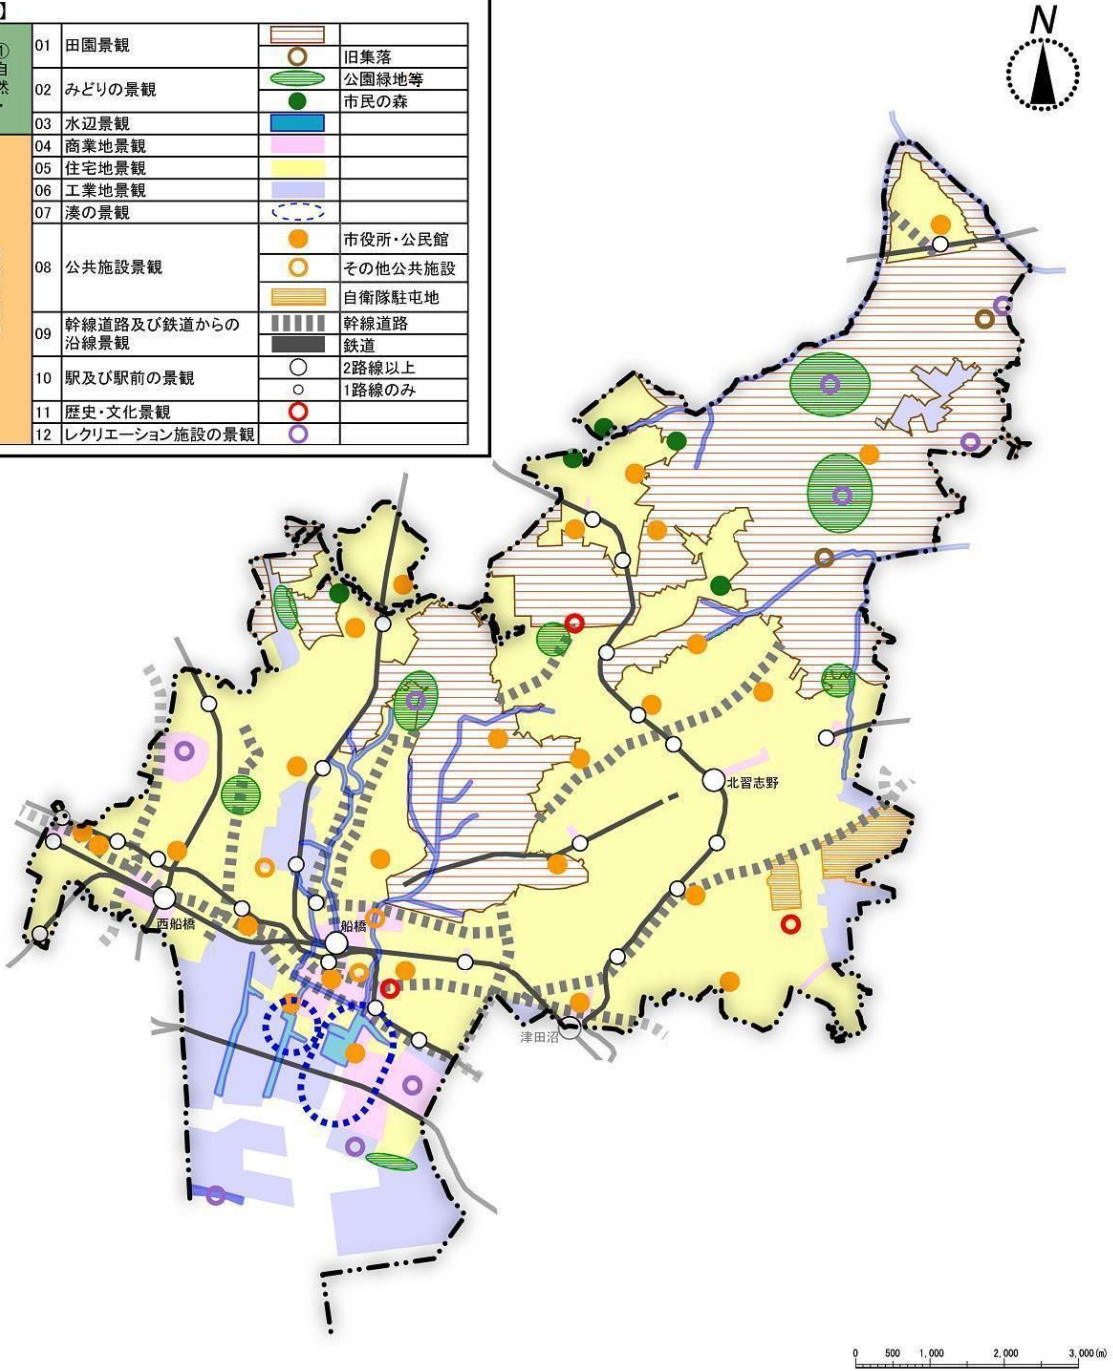 】
①
自
然
・
01 田園景観
旧集落
02 みどりの景観
公園緑地等
市民の森
03 水辺景観
04 商業地景観
05 住宅地景観
06 工業地景観
07 湊の景観
08 公共施設景観
市役所・公民館
その他公共施設
自衛隊駐屯地
09 幹線道路及び鉄道からの
沿線景観
幹線道路
鉄道
10 駅及び駅前の景観
2路線以上
1路線のみ
11 歴史・文化景観
12 レクリエーション施設の景観
N
北習志野
西船橋
船橋
津田沼
0 500 1,000 2,000 3,000(m)